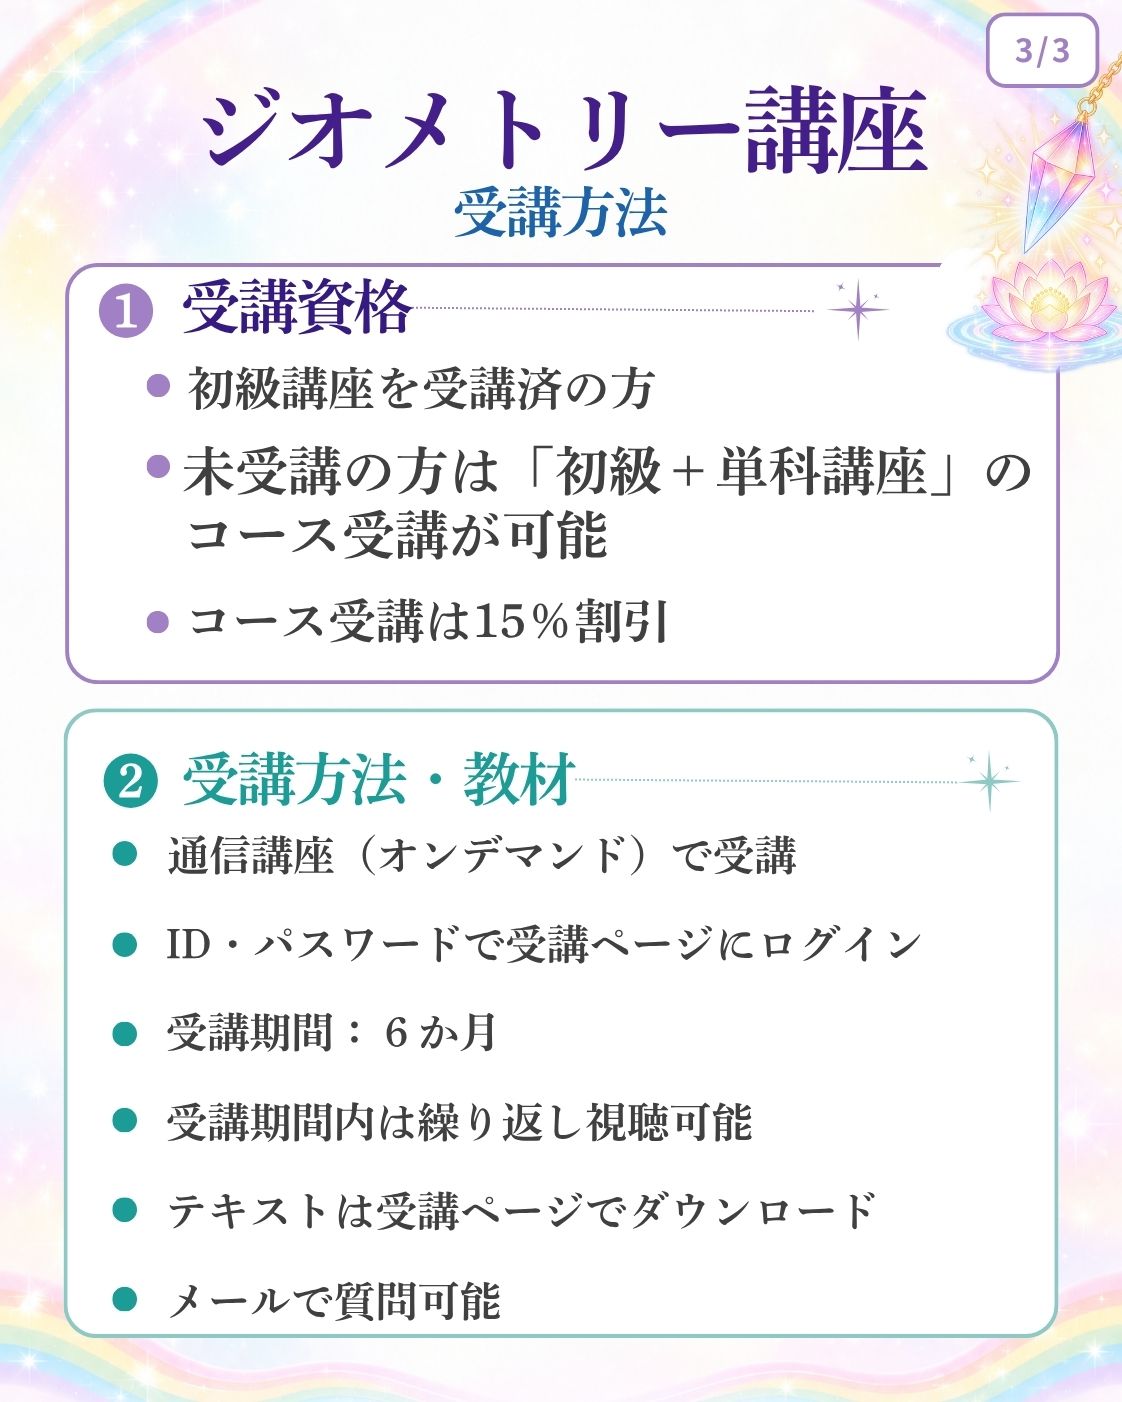 3/3
ジオメトリー講座
受講方法
1 受講資格
● 初級講座を受講済の方
● 未受講の方は「初級＋単科講座」の
コース受講が可能
● コース受講は15％割引
2 受講方法・教材
● 通信講座（オンデマンド）で受講
● ID・パスワードで受講ページにログイン
● 受講期間：６か月
● 受講期間内は繰り返し視聴可能
● テキストは受講ページでダウンロード
● メールで質問可能